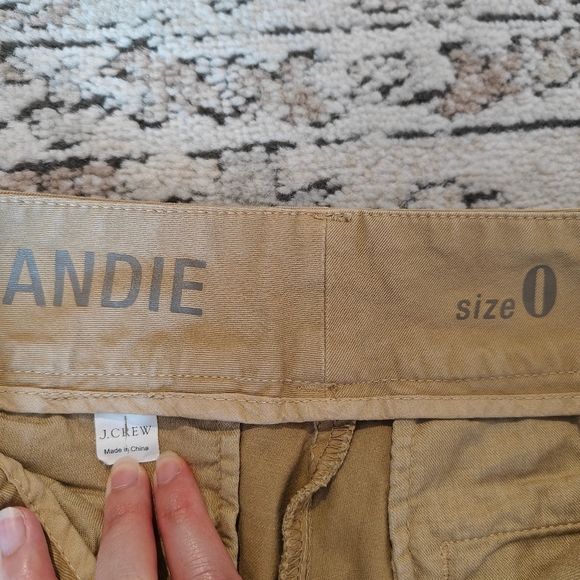 ANDIE
size 0
J.CREW
Made in China